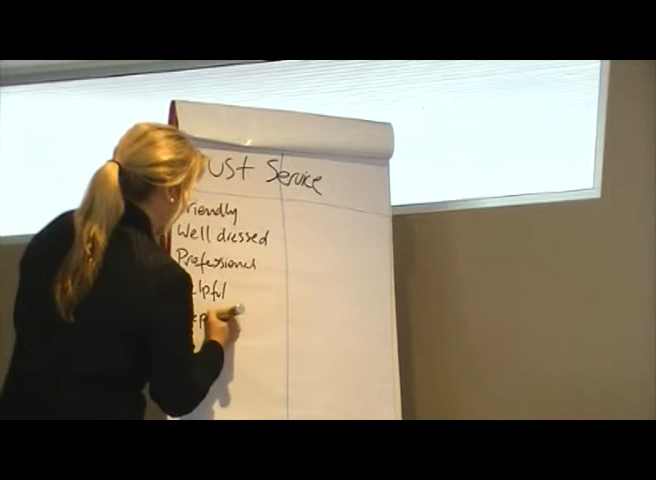 ust Service
riendly
Well dressed
Professional
elpful